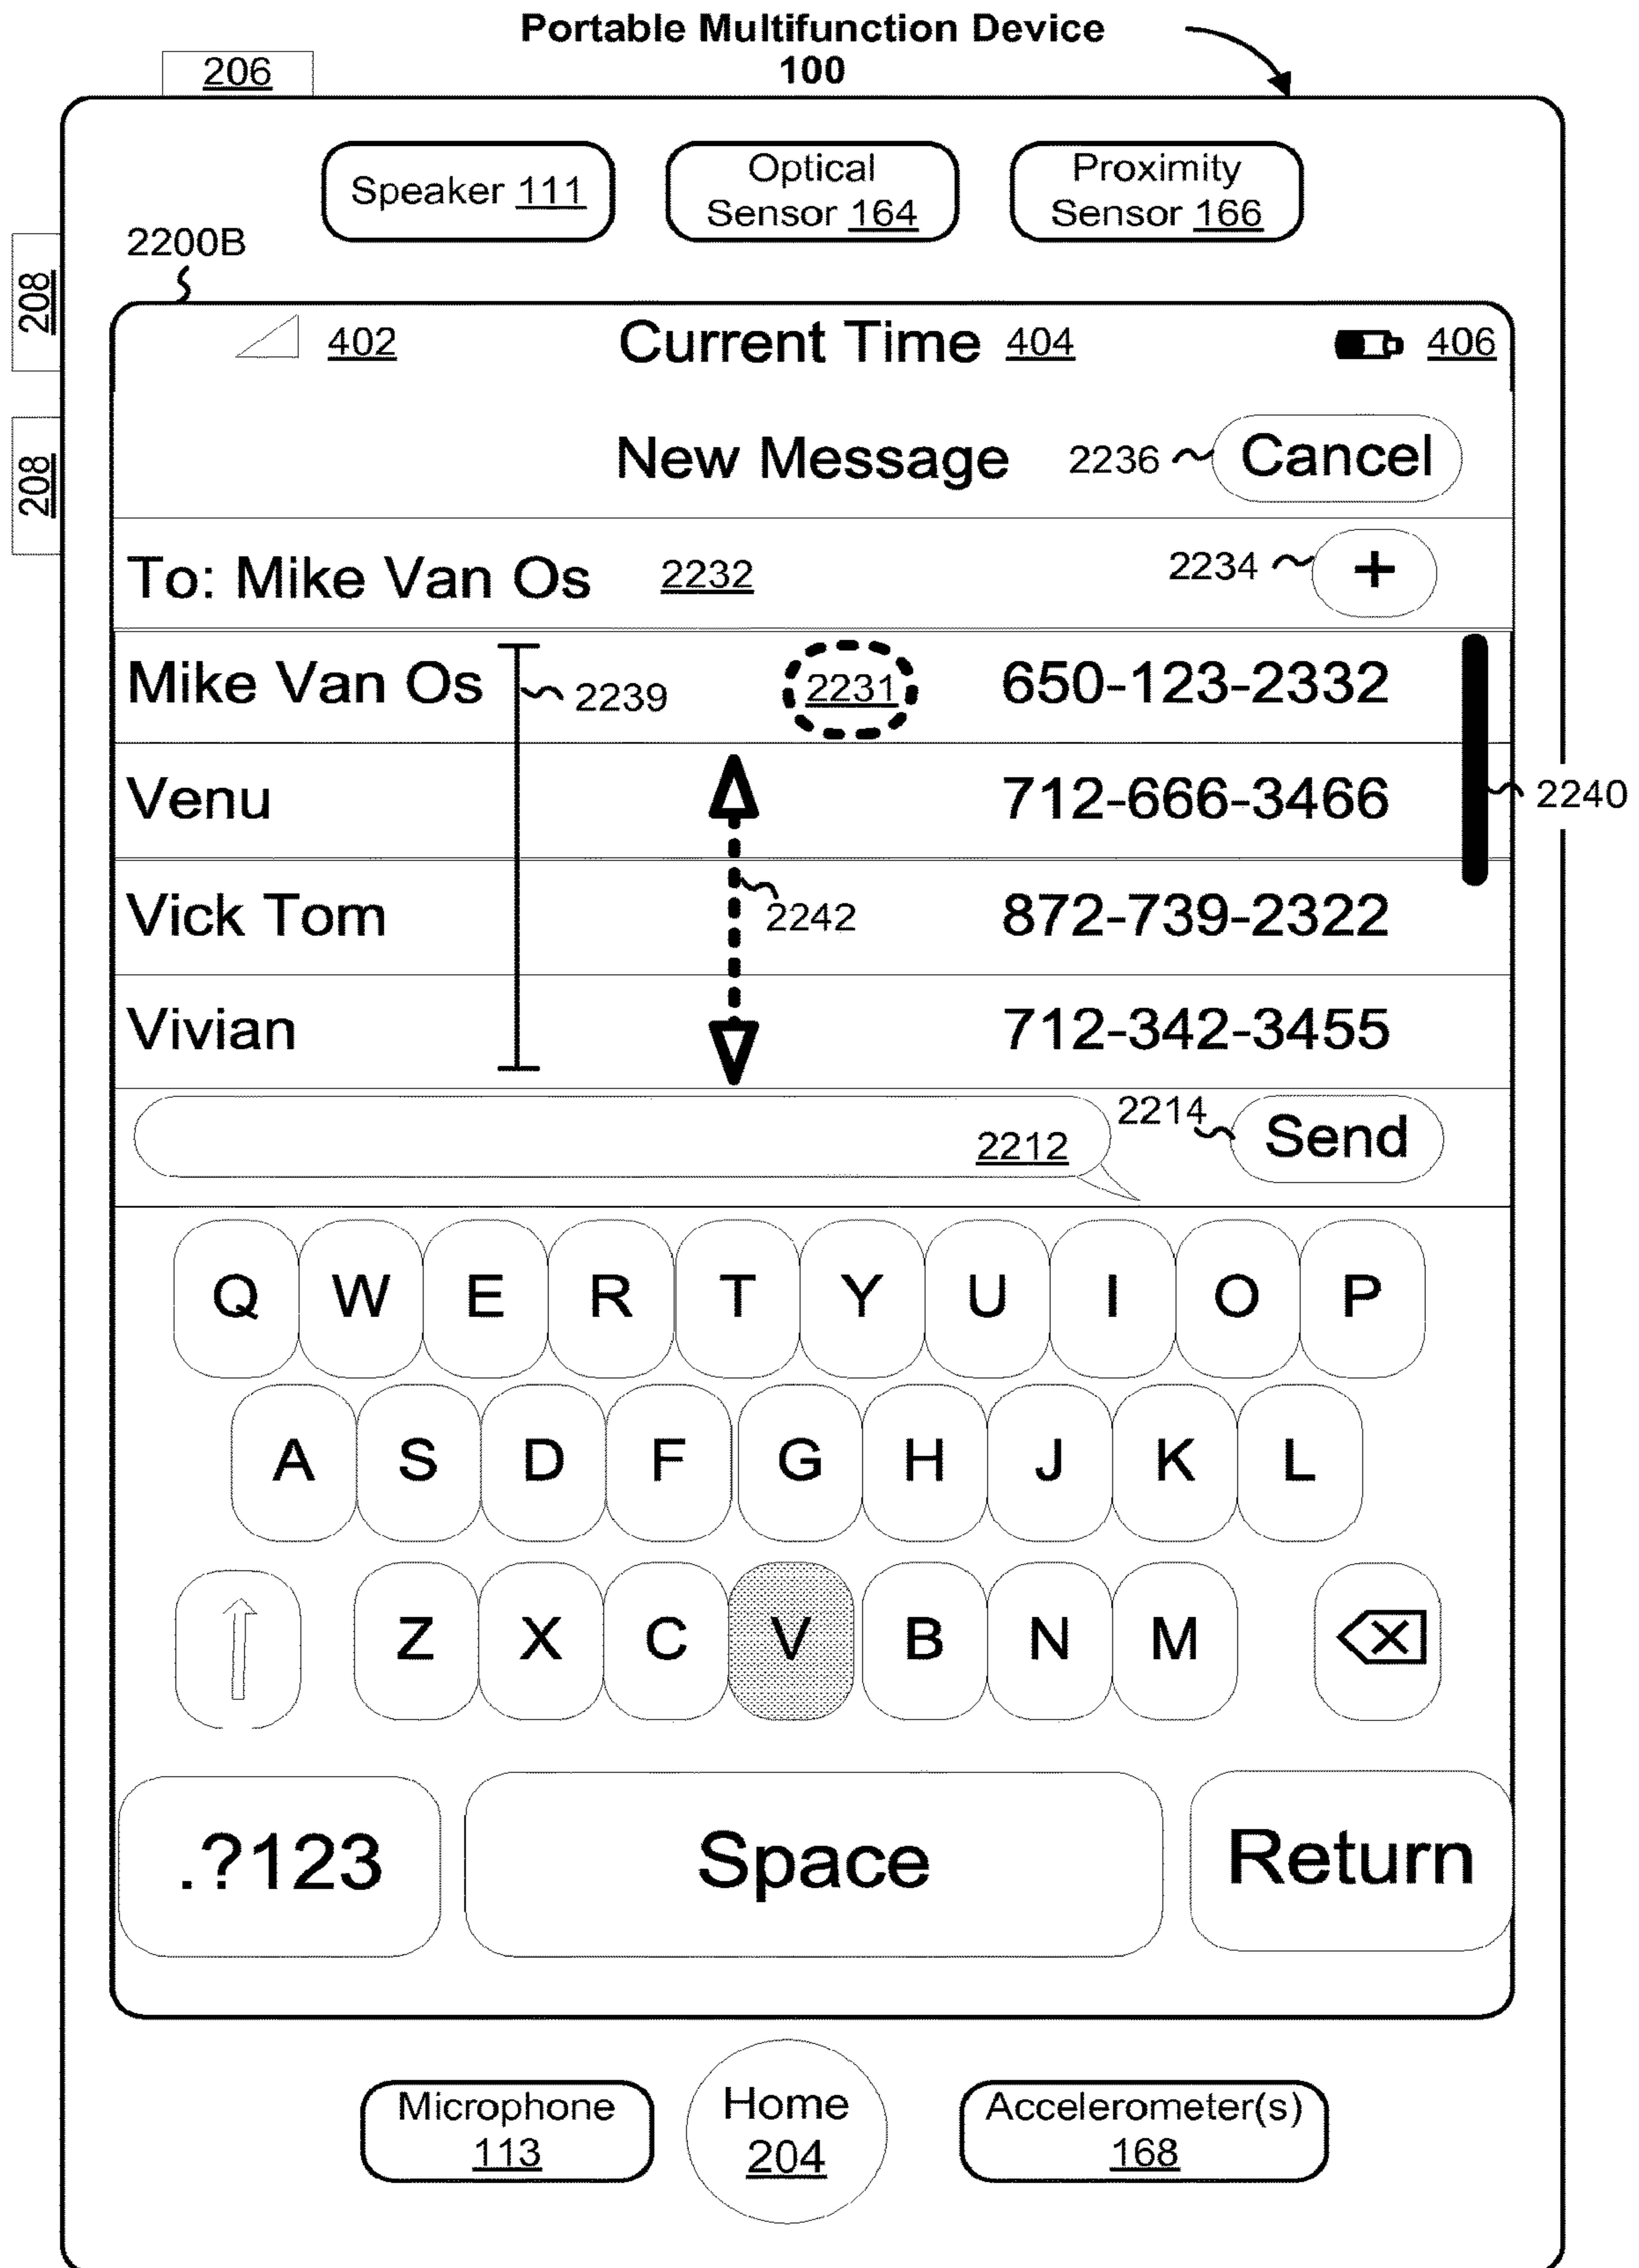 Portable Multifunction Device
100
206
Speaker 111
Optical
Sensor 164
Proximity
Sensor 166
2200B
208
402 Current Time 404 406
208
New Message 2236 Cancel
To: Mike Van Os 2232 2234 +
Mike Van Os 2239 2231 650-123-2332
Venu 712-666-3466 2240
Vick Tom 2242 872-739-2322
Vivian 712-342-3455
2212 2214 Send
Q W E R T Y U I O P
A S D F G H J K L
Z X C V B N M
.?123 Space Return
Microphone
113
Home
204
Accelerometer(s)
168